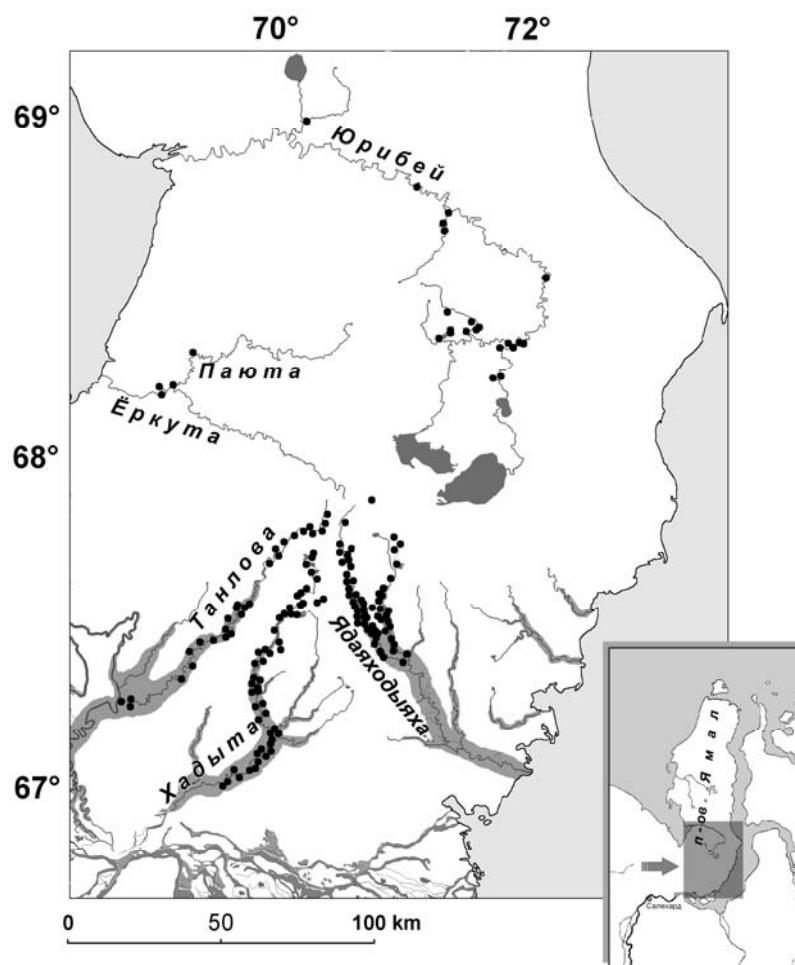 70° 72°
69°
Юрибей
Паюта
Ёркута
68°
Танлова
Ядаяходыяха
Хадыта
67°
п-ов Ямал
Салехард
0 50 100 km